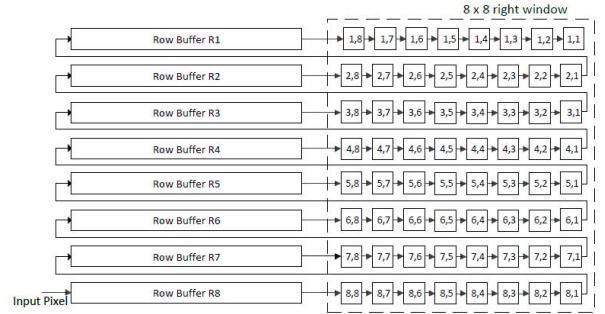 8 x 8 right window
Row Buffer R1 1,8 1,7 1,6 1,5 1,4 1,3 1,2 1,1
Row Buffer R2 2,8 2,7 2,6 2,5 2,4 2,3 2,2 2,1
Row Buffer R3 3,8 3,7 3,6 3,5 3,4 3,3 3,2 3,1
Row Buffer R4 4,8 4,7 4,6 4,5 4,4 4,3 4,2 4,1
Row Buffer R5 5,8 5,7 5,6 5,5 5,4 5,3 5,2 5,1
Row Buffer R6 6,8 6,7 6,6 6,5 6,4 6,3 6,2 6,1
Row Buffer R7 7,8 7,7 7,6 7,5 7,4 7,3 7,2 7,1
Row Buffer R8 8,8 8,7 8,6 8,5 8,4 8,3 8,2 8,1
Input Pixel